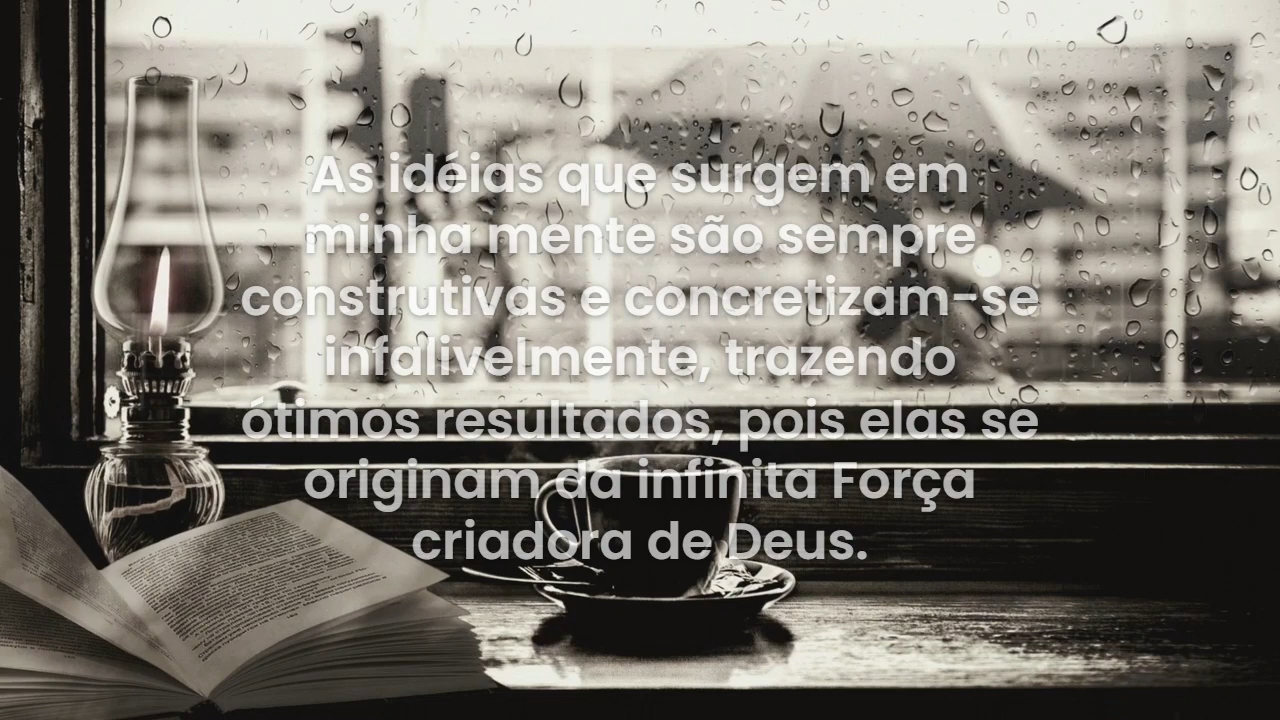 As idéias que surgem em
minha mente são sempre
construtivas e concretizam-se
infalivelmente, trazendo
ótimos resultados, pois elas se
originam da infinita Força
criadora de Deus.